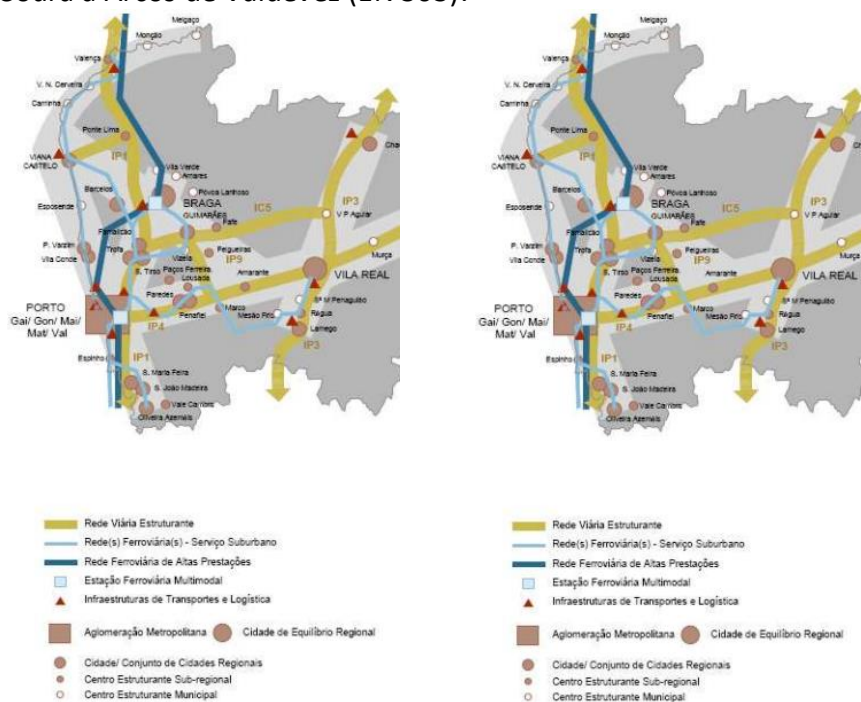 Melgaço
Monção
Valença
V. N. Cerveira
Caminha
Ponte Lima
VIANA
CASTELO
IP1
Vila Verde
Amares
Barcelos
Póvoa Lanhoso
BRAGA
Esposende
GUIMARÃES
IC5
IP3
Fafe
V P Aguiar
Famalicão
P. Varzim
Trofa
Vizela
Felgueiras
Murça
Vila Conde
IP9
S. Tirso
Paços Ferreira
Lousada
Amarante
VILA REAL
PORTO
Gai/ Gon/ Mai/
Mat/ Val
Paredes
Penafiel
Marco
Mesão Frio
Stª M Penaguião
Régua
IP4
Lamego
IP1
IP3
Espinho
S. Maria Feira
S. João Madeira
Vale Cambra
Oliveira Azemeis
Rede Viária Estruturante
Rede(s) Ferroviária(s) - Serviço Suburbano
Rede Ferroviária de Altas Prestações
Estação Ferroviária Multimodal
Infraestruturas de Transportes e Logística
Aglomeração Metropolitana
Cidade de Equilíbrio Regional
Cidade/ Conjunto de Cidades Regionais
Centro Estruturante Sub-regional
Centro Estruturante Municipal
Melgaço
Monção
Valença
V. N. Cerveira
Caminha
Ponte Lima
VIANA
CASTELO
IP1
Vila Verde
Amares
Barcelos
Póvoa Lanhoso
BRAGA
Esposende
GUIMARÃES
IC5
IP3
Fafe
V P Aguiar
Famalicão
P. Varzim
Trofa
Vizela
Felgueiras
Murça
Vila Conde
IP9
S. Tirso
Paços Ferreira
Lousada
Amarante
VILA REAL
PORTO
Gai/ Gon/ Mai/
Mat/ Val
Paredes
Penafiel
Marco
Mesão Frio
Stª M Penaguião
Régua
IP4
Lamego
IP1
IP3
Espinho
S. Maria Feira
S. João Madeira
Vale Cambra
Oliveira Azemeis
Rede Viária Estruturante
Rede(s) Ferroviária(s) - Serviço Suburbano
Rede Ferroviária de Altas Prestações
Estação Ferroviária Multimodal
Infraestruturas de Transportes e Logística
Aglomeração Metropolitana
Cidade de Equilíbrio Regional
Cidade/ Conjunto de Cidades Regionais
Centro Estruturante Sub-regional
Centro Estruturante Municipal